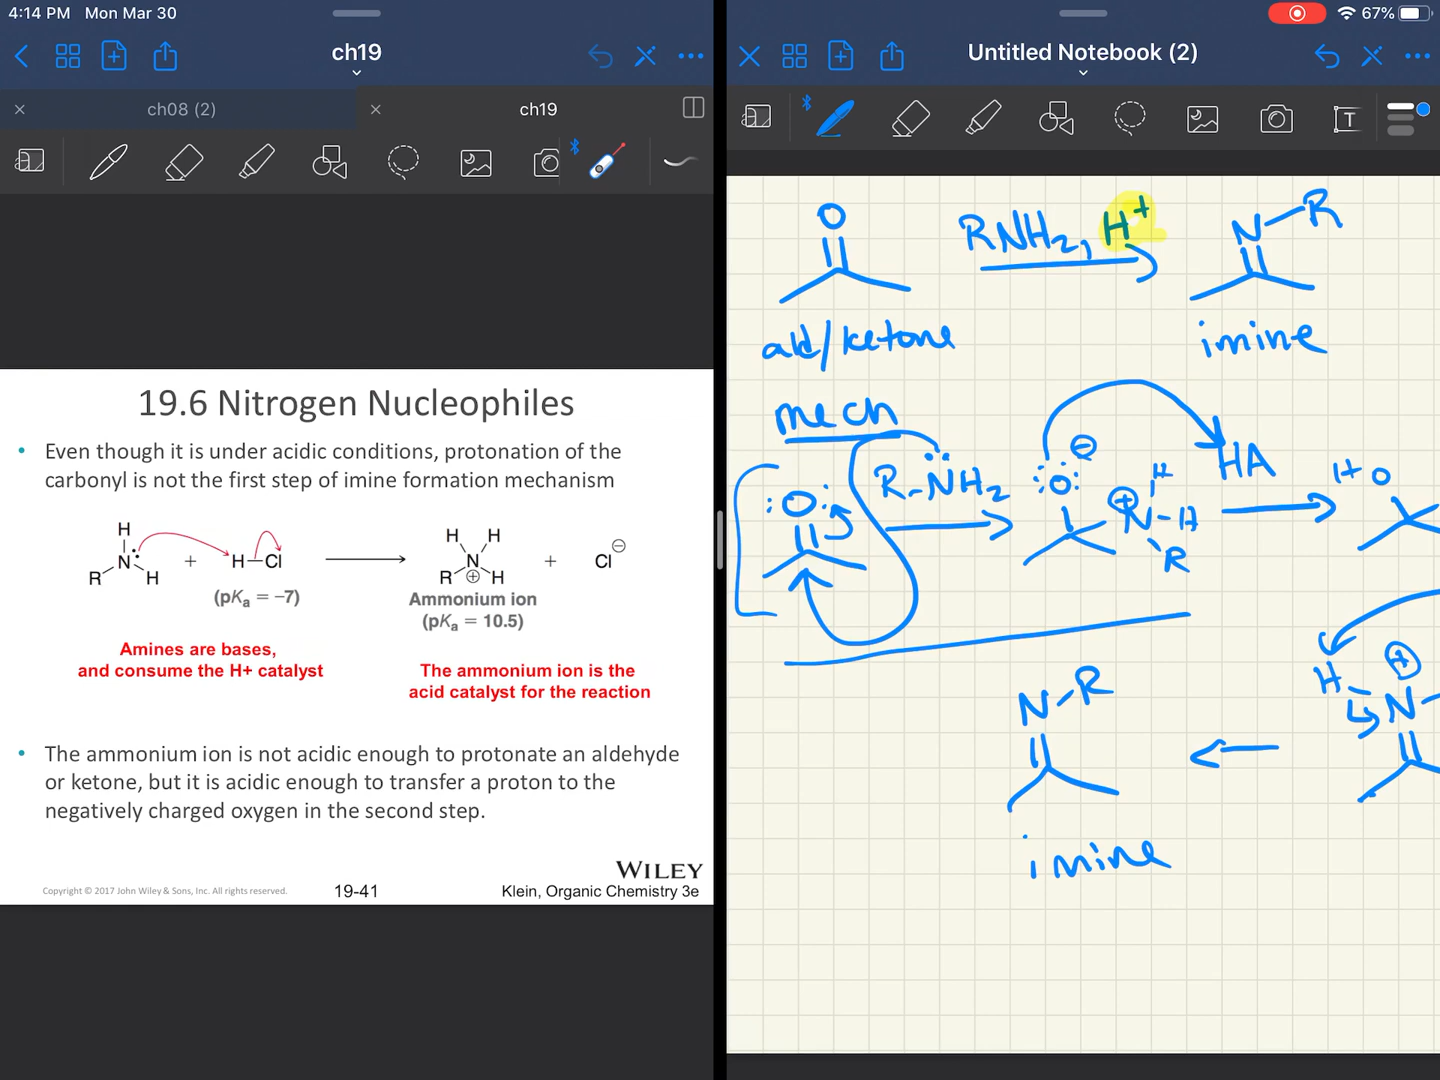 4:14 PM Mon Mar 30
67%
ch19
ch08 (2)
ch19
19.6 Nitrogen Nucleophiles
• Even though it is under acidic conditions, protonation of the
carbonyl is not the first step of imine formation mechanism
H
R N : H + H Cl
(pKa = −7)
H H
R N ⊕ H + Cl ⊖
Ammonium ion
(pKa = 10.5)
Amines are bases,
and consume the H+ catalyst
The ammonium ion is the
acid catalyst for the reaction
• The ammonium ion is not acidic enough to protonate an aldehyde
or ketone, but it is acidic enough to transfer a proton to the
negatively charged oxygen in the second step.
WILEY
Copyright © 2017 John Wiley & Sons, Inc. All rights reserved.
19-41
Klein, Organic Chemistry 3e
Untitled Notebook (2)
T
O
RNH2, H+
N-R
ald/ketone
imine
mech
:O:
R-NH2
:O: ⊖
⊕ N-H
H
R
HA
HO
H
N ⊕
N-R
imine